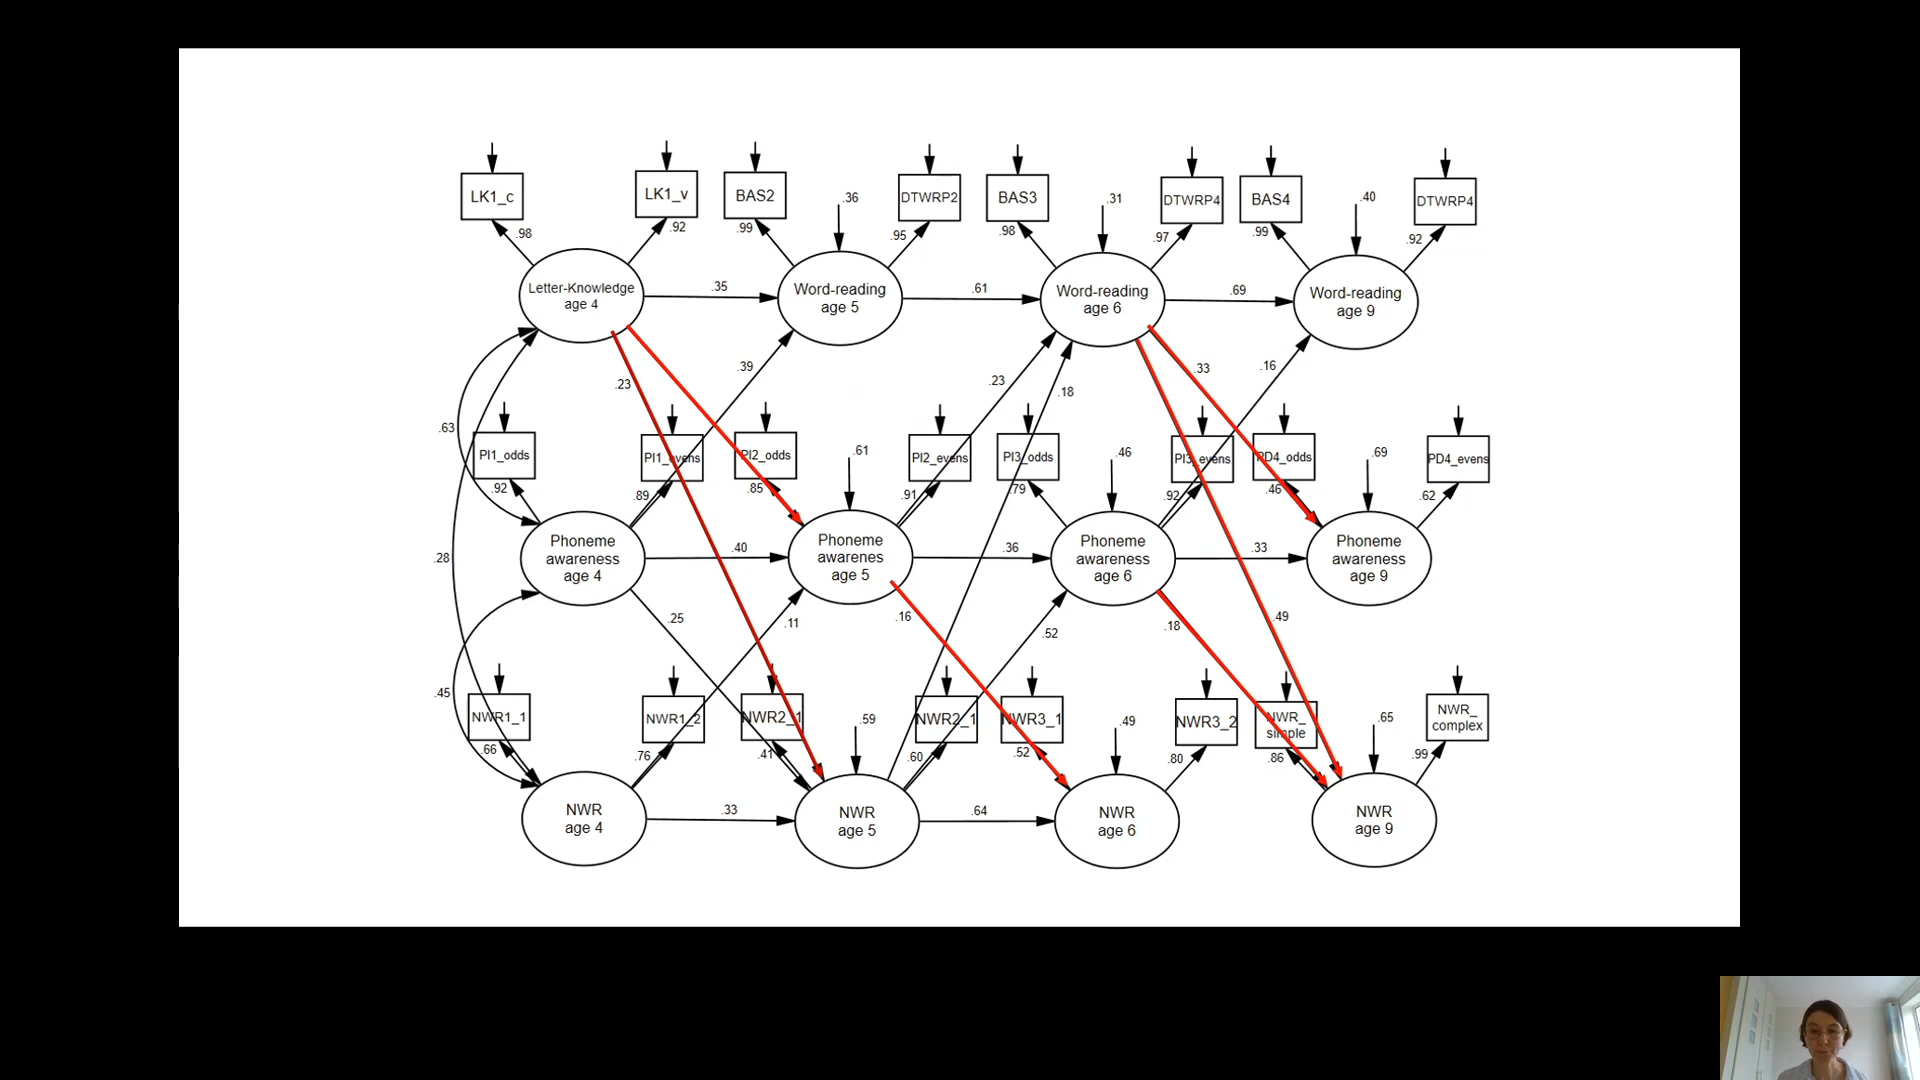 LK1_c
LK1_v
BAS2
.36
DTWRP2
BAS3
.31
DTWRP4
BAS4
.40
DTWRP4
.98
.92
.99
.95
.98
.97
.99
.92
Letter-Knowledge
age 4
.35
Word-reading
age 5
.61
Word-reading
age 6
.69
Word-reading
age 9
.23
.39
.23
.18
.33
.16
.63
PI1_odds
PI1_evens
PI2_odds
.61
PI2_evens
PI3_odds
.46
PI3_evens
PD4_odds
.69
PD4_evens
.92
.89
.85
.91
.79
.92
.46
.62
.28
Phoneme
awareness
age 4
.40
Phoneme
awarenes
age 5
.36
Phoneme
awareness
age 6
.33
Phoneme
awareness
age 9
.25
.11
.16
.52
.18
.49
.45
NWR1_1
NWR1_2
NWR2_1
.59
NWR2_1
NWR3_1
.49
NWR3_2
NWR_
simple
.65
NWR_
complex
.66
.76
.41
.60
.52
.80
.86
.99
NWR
age 4
.33
NWR
age 5
.64
NWR
age 6
NWR
age 9